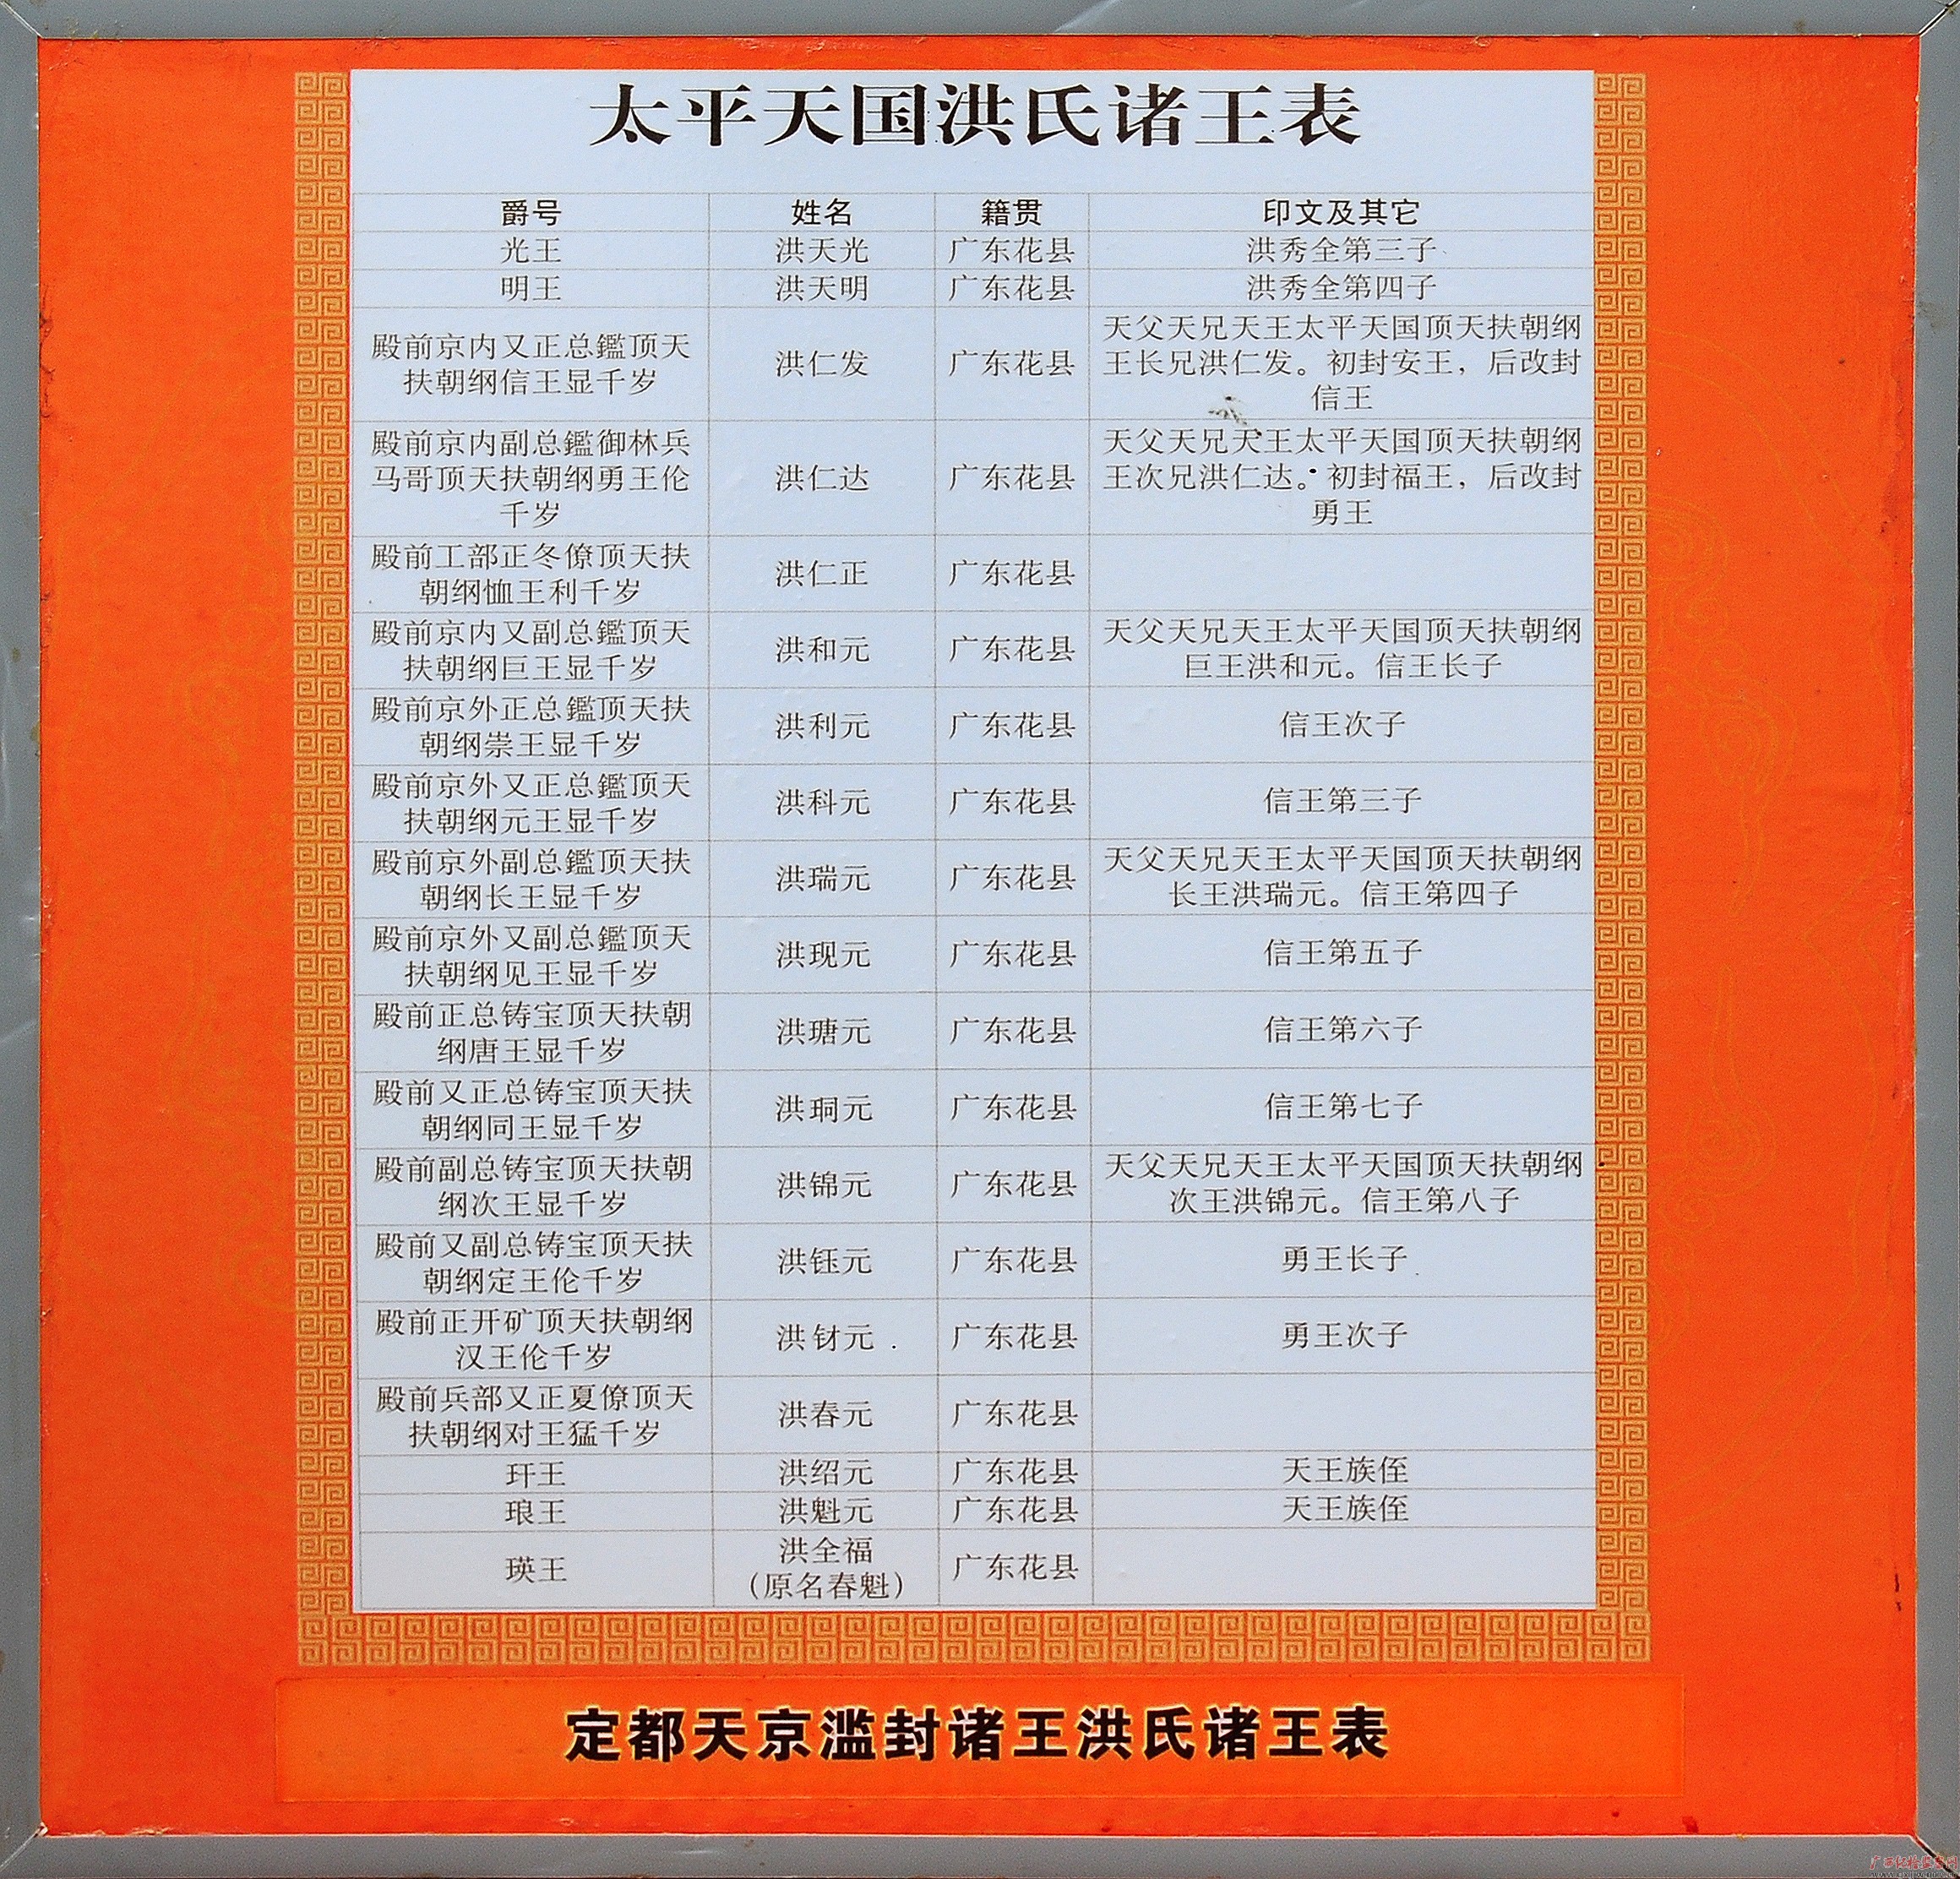 太平天国洪氏诸王表
爵号 姓名 籍贯 印文及其它
光王 洪天光 广东花县 洪秀全第三子
明王 洪天明 广东花县 洪秀全第四子
殿前京内又正总鑑顶天
扶朝纲信王显千岁
洪仁发 广东花县
天父天兄天王太平天国顶天扶朝纲
王长兄洪仁发。初封安王，后改封
信王
殿前京内副总鑑御林兵
马哥顶天扶朝纲勇王伦
千岁
洪仁达 广东花县
天父天兄天王太平天国顶天扶朝纲
王次兄洪仁达。初封福王，后改封
勇王
殿前工部正冬僚顶天扶
朝纲恤王利千岁
洪仁正 广东花县
殿前京内又副总鑑顶天
扶朝纲巨王显千岁
洪和元 广东花县
天父天兄天王太平天国顶天扶朝纲
巨王洪和元。信王长子
殿前京外正总鑑顶天扶
朝纲崇王显千岁
洪利元 广东花县 信王次子
殿前京外又正总鑑顶天
扶朝纲元王显千岁
洪科元 广东花县 信王第三子
殿前京外副总鑑顶天扶
朝纲长王显千岁
洪瑞元 广东花县
天父天兄天王太平天国顶天扶朝纲
长王洪瑞元。信王第四子
殿前京外又副总鑑顶天
扶朝纲见王显千岁
洪现元 广东花县 信王第五子
殿前正总铸宝顶天扶朝
纲唐王显千岁
洪瑭元 广东花县 信王第六子
殿前又正总铸宝顶天扶
朝纲同王显千岁
洪珦元 广东花县 信王第七子
殿前副总铸宝顶天扶朝
纲次王显千岁
洪锦元 广东花县
天父天兄天王太平天国顶天扶朝纲
次王洪锦元。信王第八子
殿前又副总铸宝顶天扶
朝纲定王伦千岁
洪钰元 广东花县 勇王长子
殿前正开矿顶天扶朝纲
汉王伦千岁
洪釮元 广东花县 勇王次子
殿前兵部又正夏僚顶天
扶朝纲对王猛千岁
洪春元 广东花县
玕王 洪绍元 广东花县 天王族侄
琅王 洪魁元 广东花县 天王族侄
瑛王
洪全福
（原名春魁）
广东花县
定都天京滥封诸王洪氏诸王表